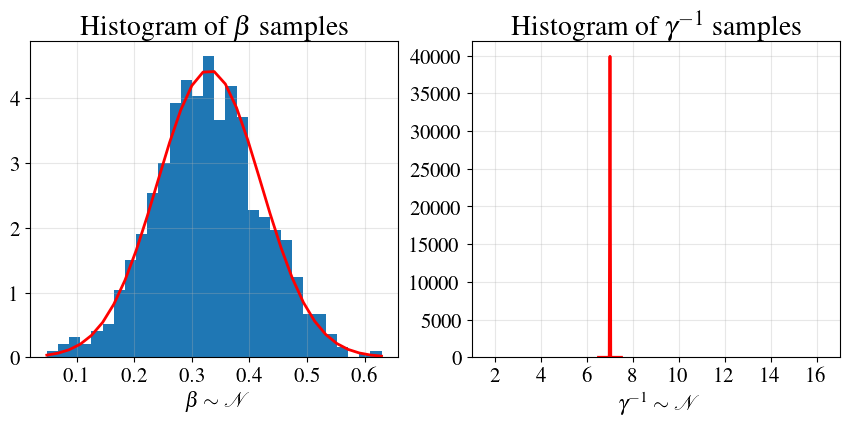 Histogram of β samples
4
3
2
1
0
0.1 0.2 0.3 0.4 0.5 0.6
β ~ 𝒩
Histogram of γ⁻¹ samples
40000
35000
30000
25000
20000
15000
10000
5000
0
2 4 6 8 10 12 14 16
γ⁻¹ ~ 𝒩